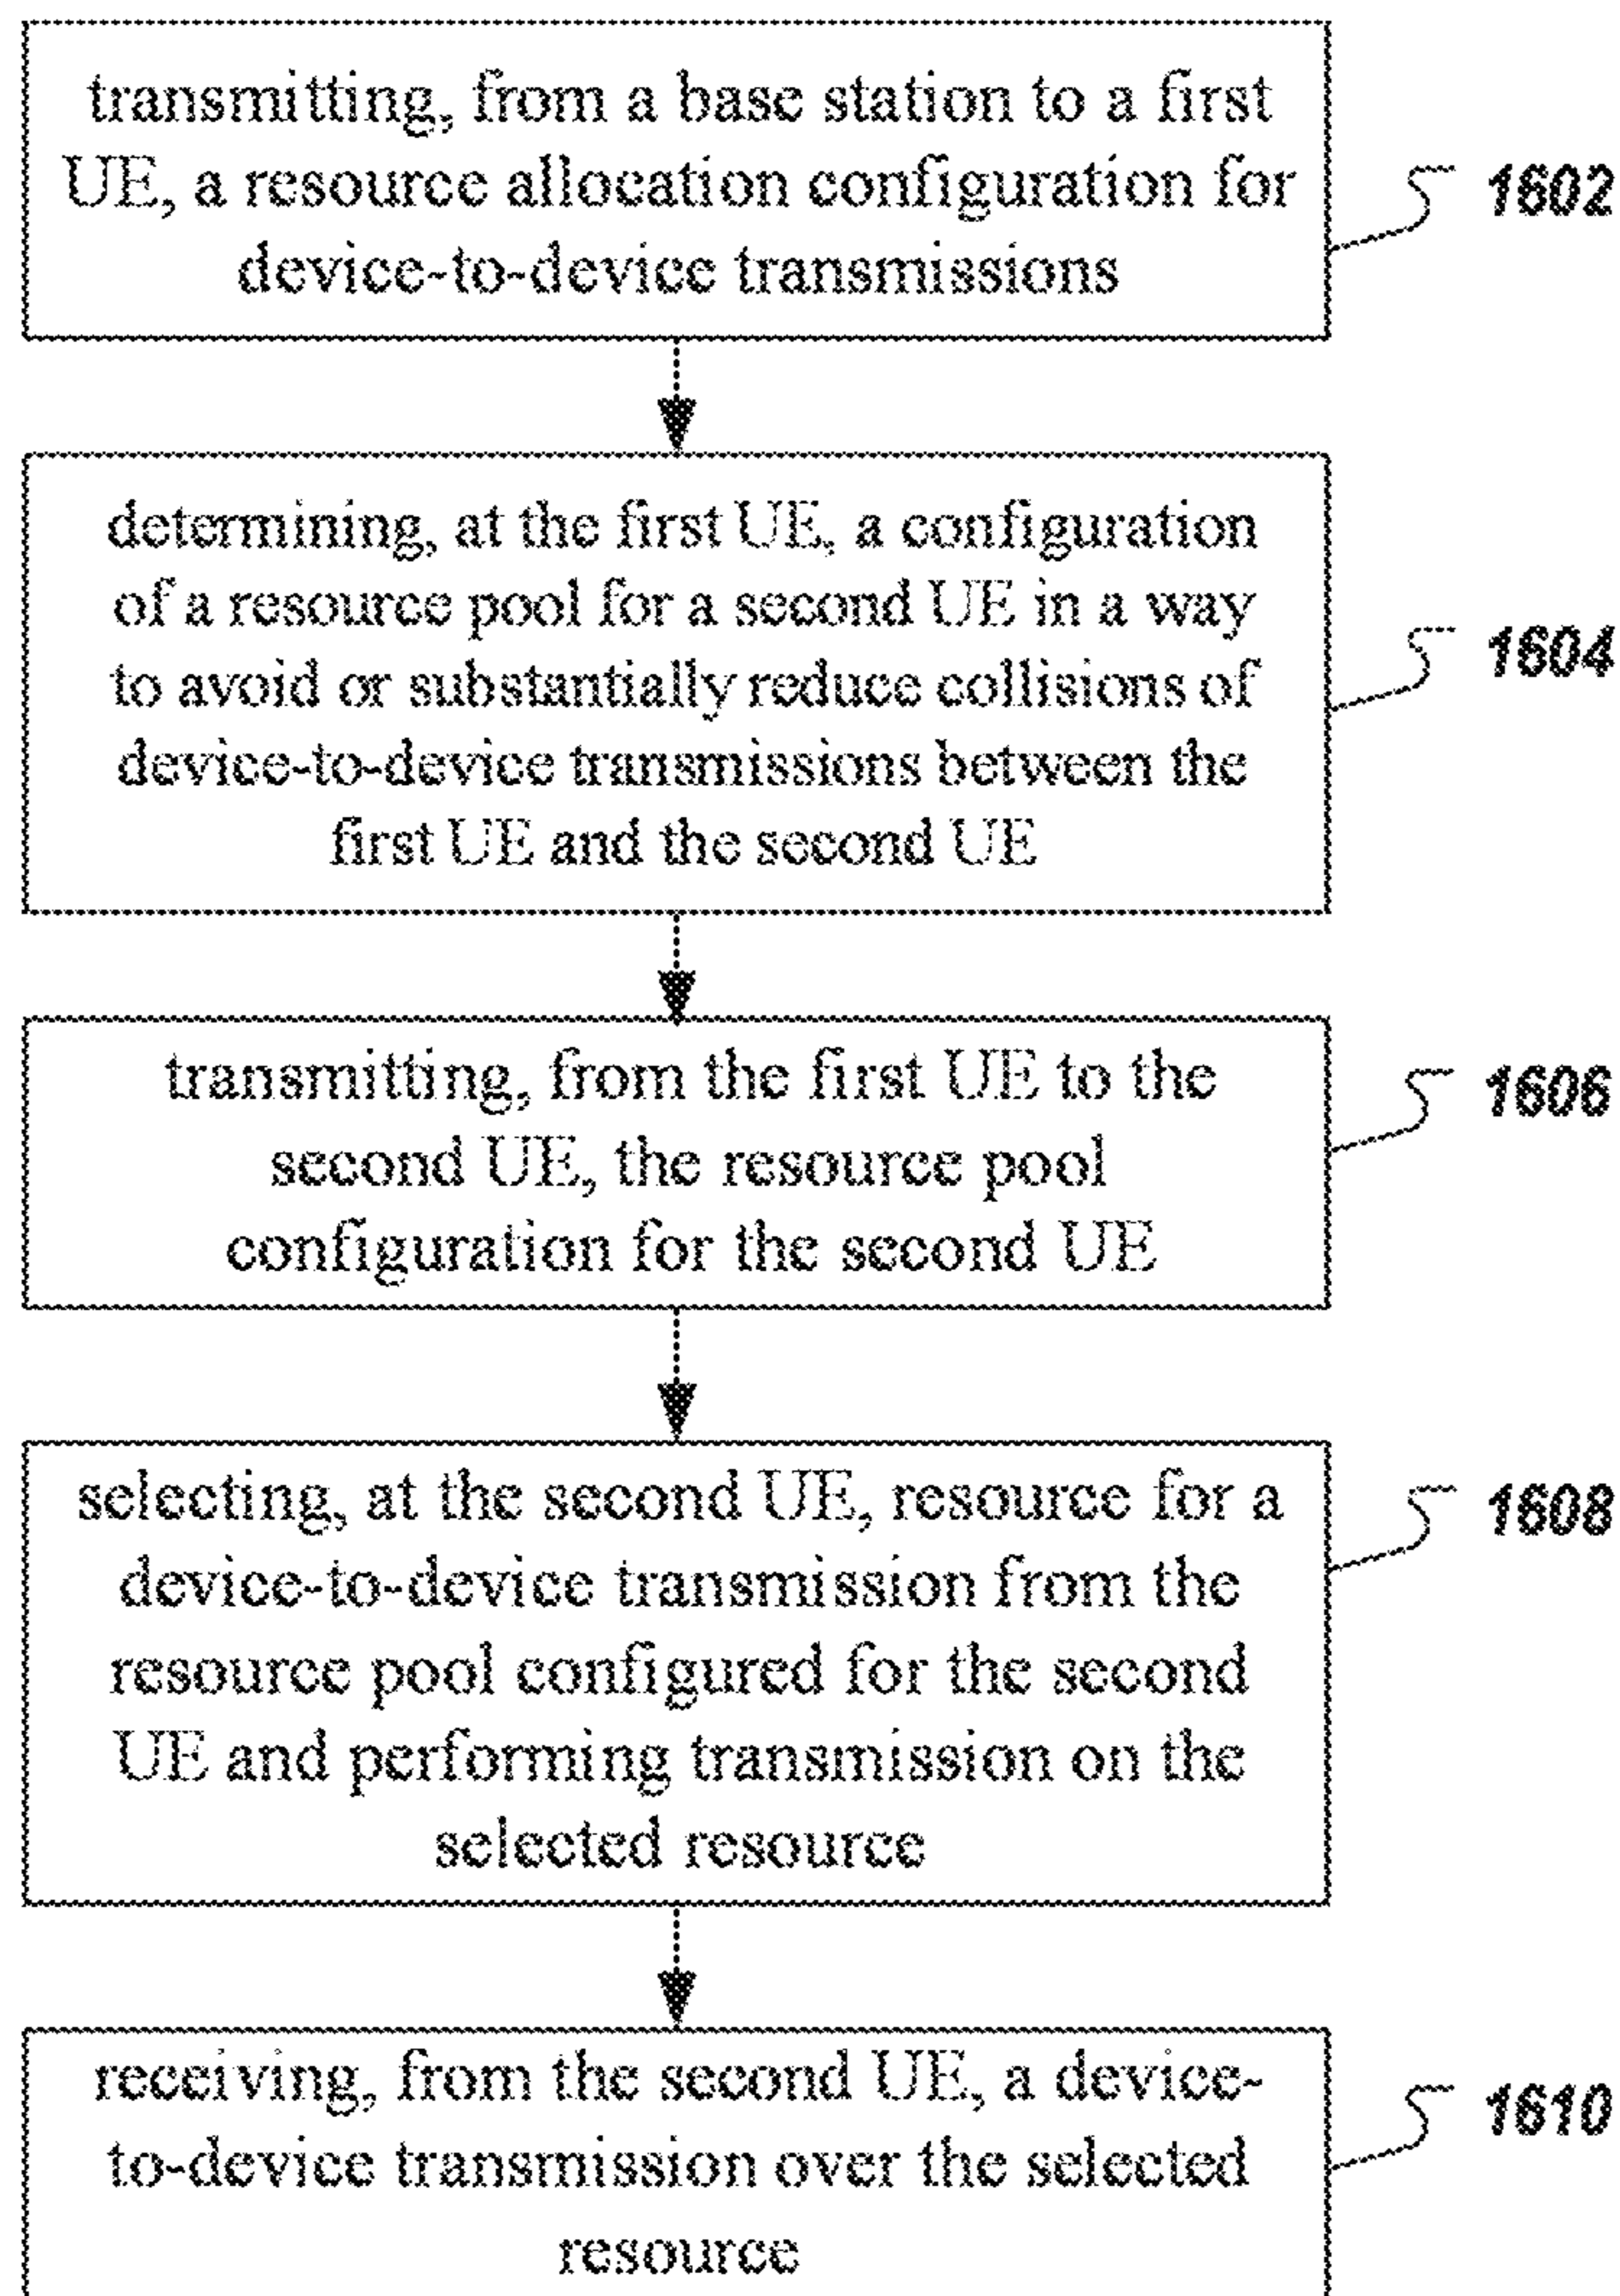 transmitting, from a base station to a first
UE, a resource allocation configuration for
device-to-device transmissions
1602
determining, at the first UE, a configuration
of a resource pool for a second UE in a way
to avoid or substantially reduce collisions of
device-to-device transmissions between the
first UE and the second UE
1604
transmitting, from the first UE to the
second UE, the resource pool
configuration for the second UE
1606
selecting, at the second UE, resource for a
device-to-device transmission from the
resource pool configured for the second
UE and performing transmission on the
selected resource
1608
receiving, from the second UE, a device-
to-device transmission over the selected
resource
1610